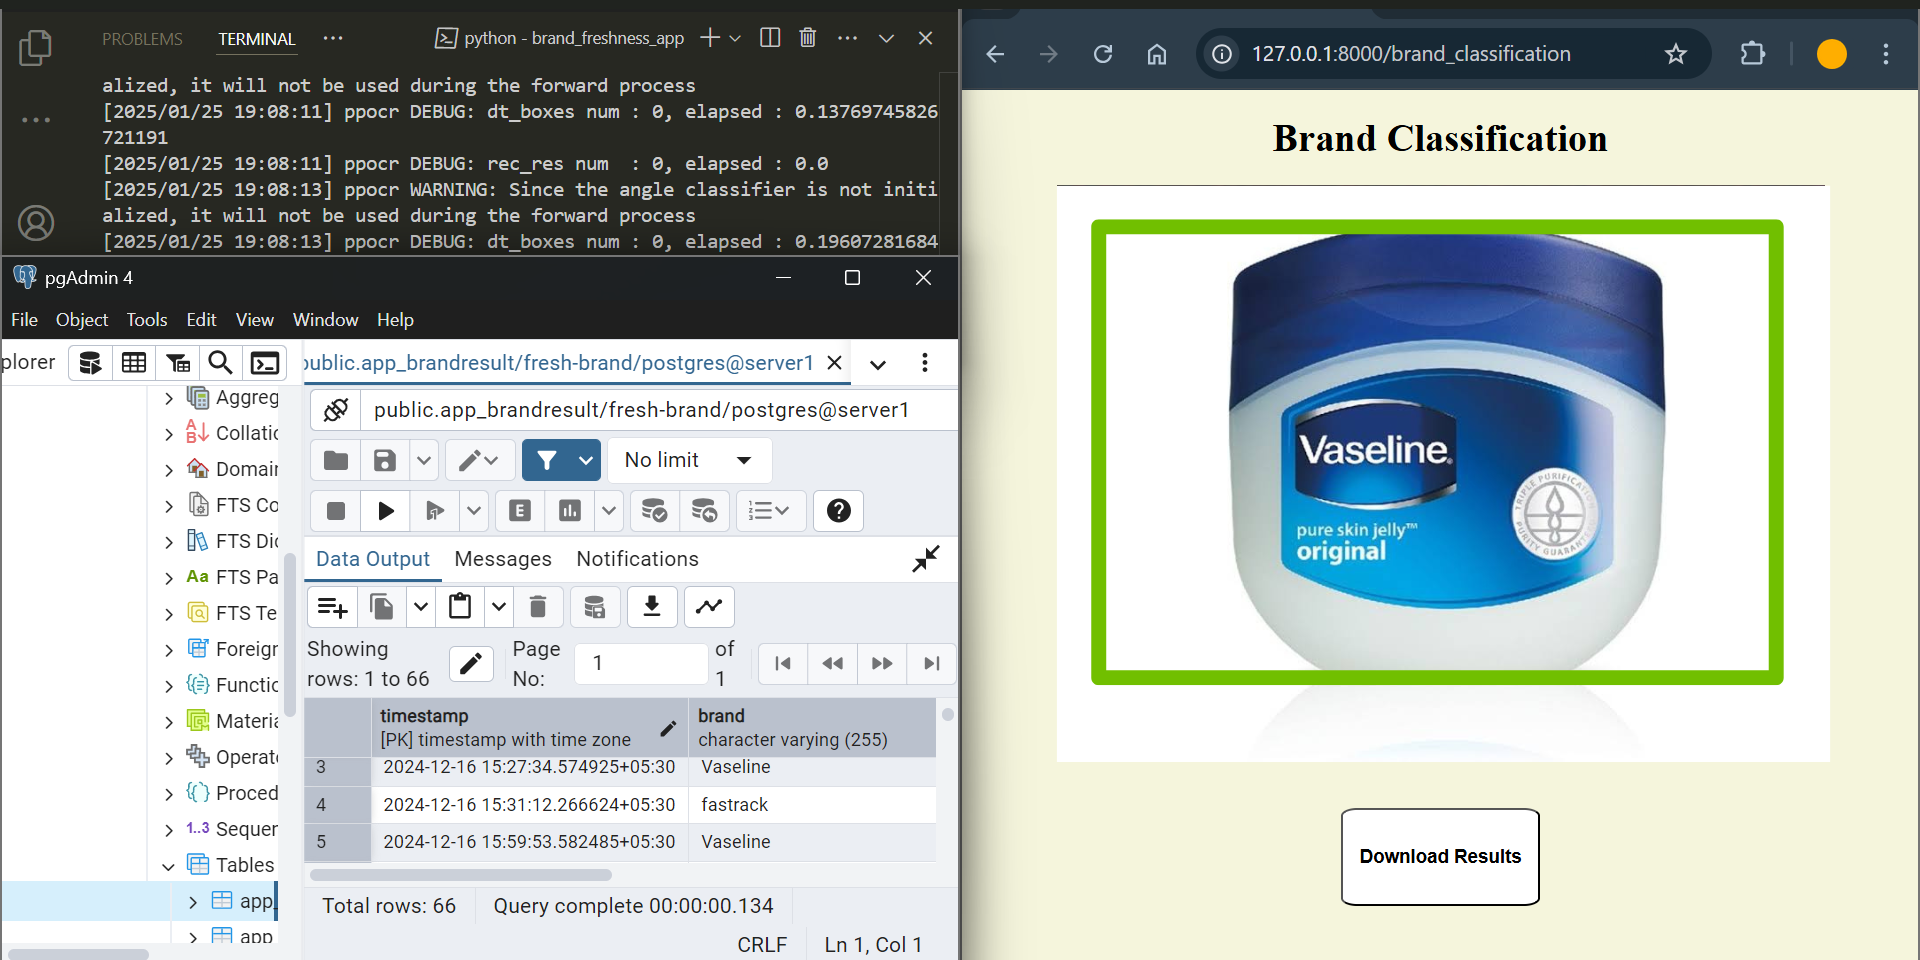 PROBLEMS TERMINAL ··· python - brand_freshness_app
alized, it will not be used during the forward process
[2025/01/25 19:08:11] ppocr DEBUG: dt_boxes num : 0, elapsed : 0.13769745826
721191
[2025/01/25 19:08:11] ppocr DEBUG: rec_res num  : 0, elapsed : 0.0
[2025/01/25 19:08:13] ppocr WARNING: Since the angle classifier is not initi
alized, it will not be used during the forward process
[2025/01/25 19:08:13] ppocr DEBUG: dt_boxes num : 0, elapsed : 0.19607281684
pgAdmin 4
File Object Tools Edit View Window Help
plorer
Aggreg
Collatic
Domair
FTS Co
FTS Dic
FTS Pa
FTS Te
Foreigr
Functic
Materia
Operato
Proced
1..3 Sequer
Tables
app_
app
public.app_brandresult/fresh-brand/postgres@server1
public.app_brandresult/fresh-brand/postgres@server1
No limit
Data Output Messages Notifications
Showing
rows: 1 to 66
Page
No:
1
of
1
timestamp
[PK] timestamp with time zone
brand
character varying (255)
3 2024-12-16 15:27:34.574925+05:30 Vaseline
4 2024-12-16 15:31:12.266624+05:30 fastrack
5 2024-12-16 15:59:53.582485+05:30 Vaseline
Total rows: 66 Query complete 00:00:00.134
CRLF Ln 1, Col 1
127.0.0.1:8000/brand_classification
Brand Classification
Vaseline®
pure skin jelly™
original
TRIPLE PURIFICATION
PURITY GUARANTEE
Download Results